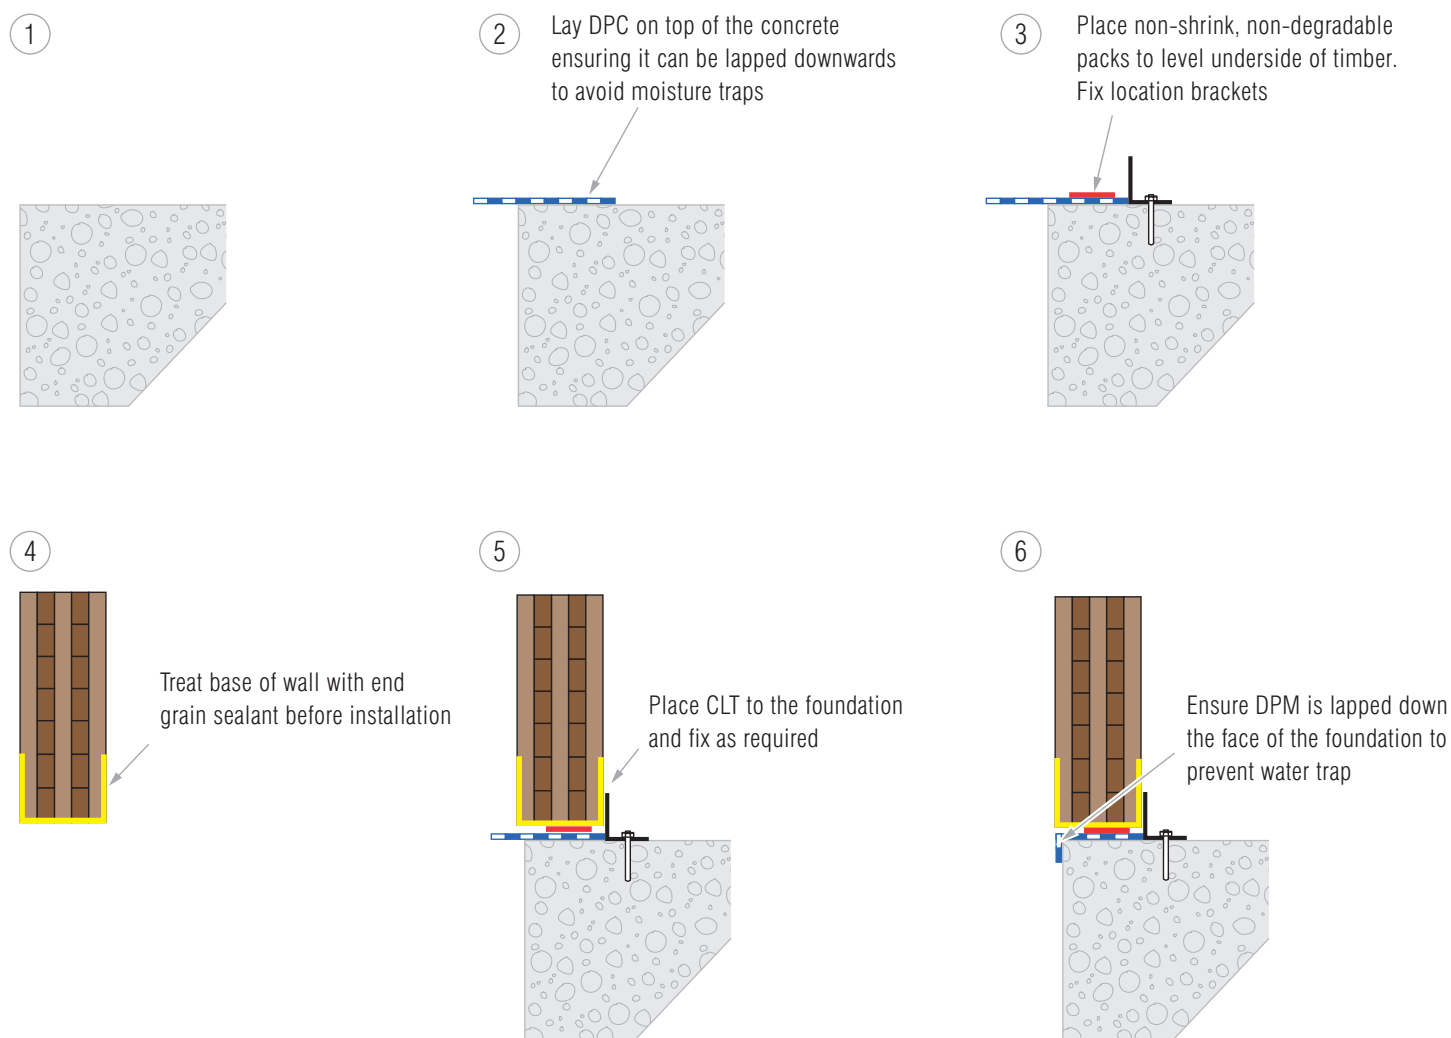 1
2
Lay DPC on top of the concrete
ensuring it can be lapped downwards
to avoid moisture traps
3
Place non-shrink, non-degradable
packs to level underside of timber.
Fix location brackets
4
Treat base of wall with end
grain sealant before installation
5
Place CLT to the foundation
and fix as required
6
Ensure DPM is lapped down
the face of the foundation to
prevent water trap